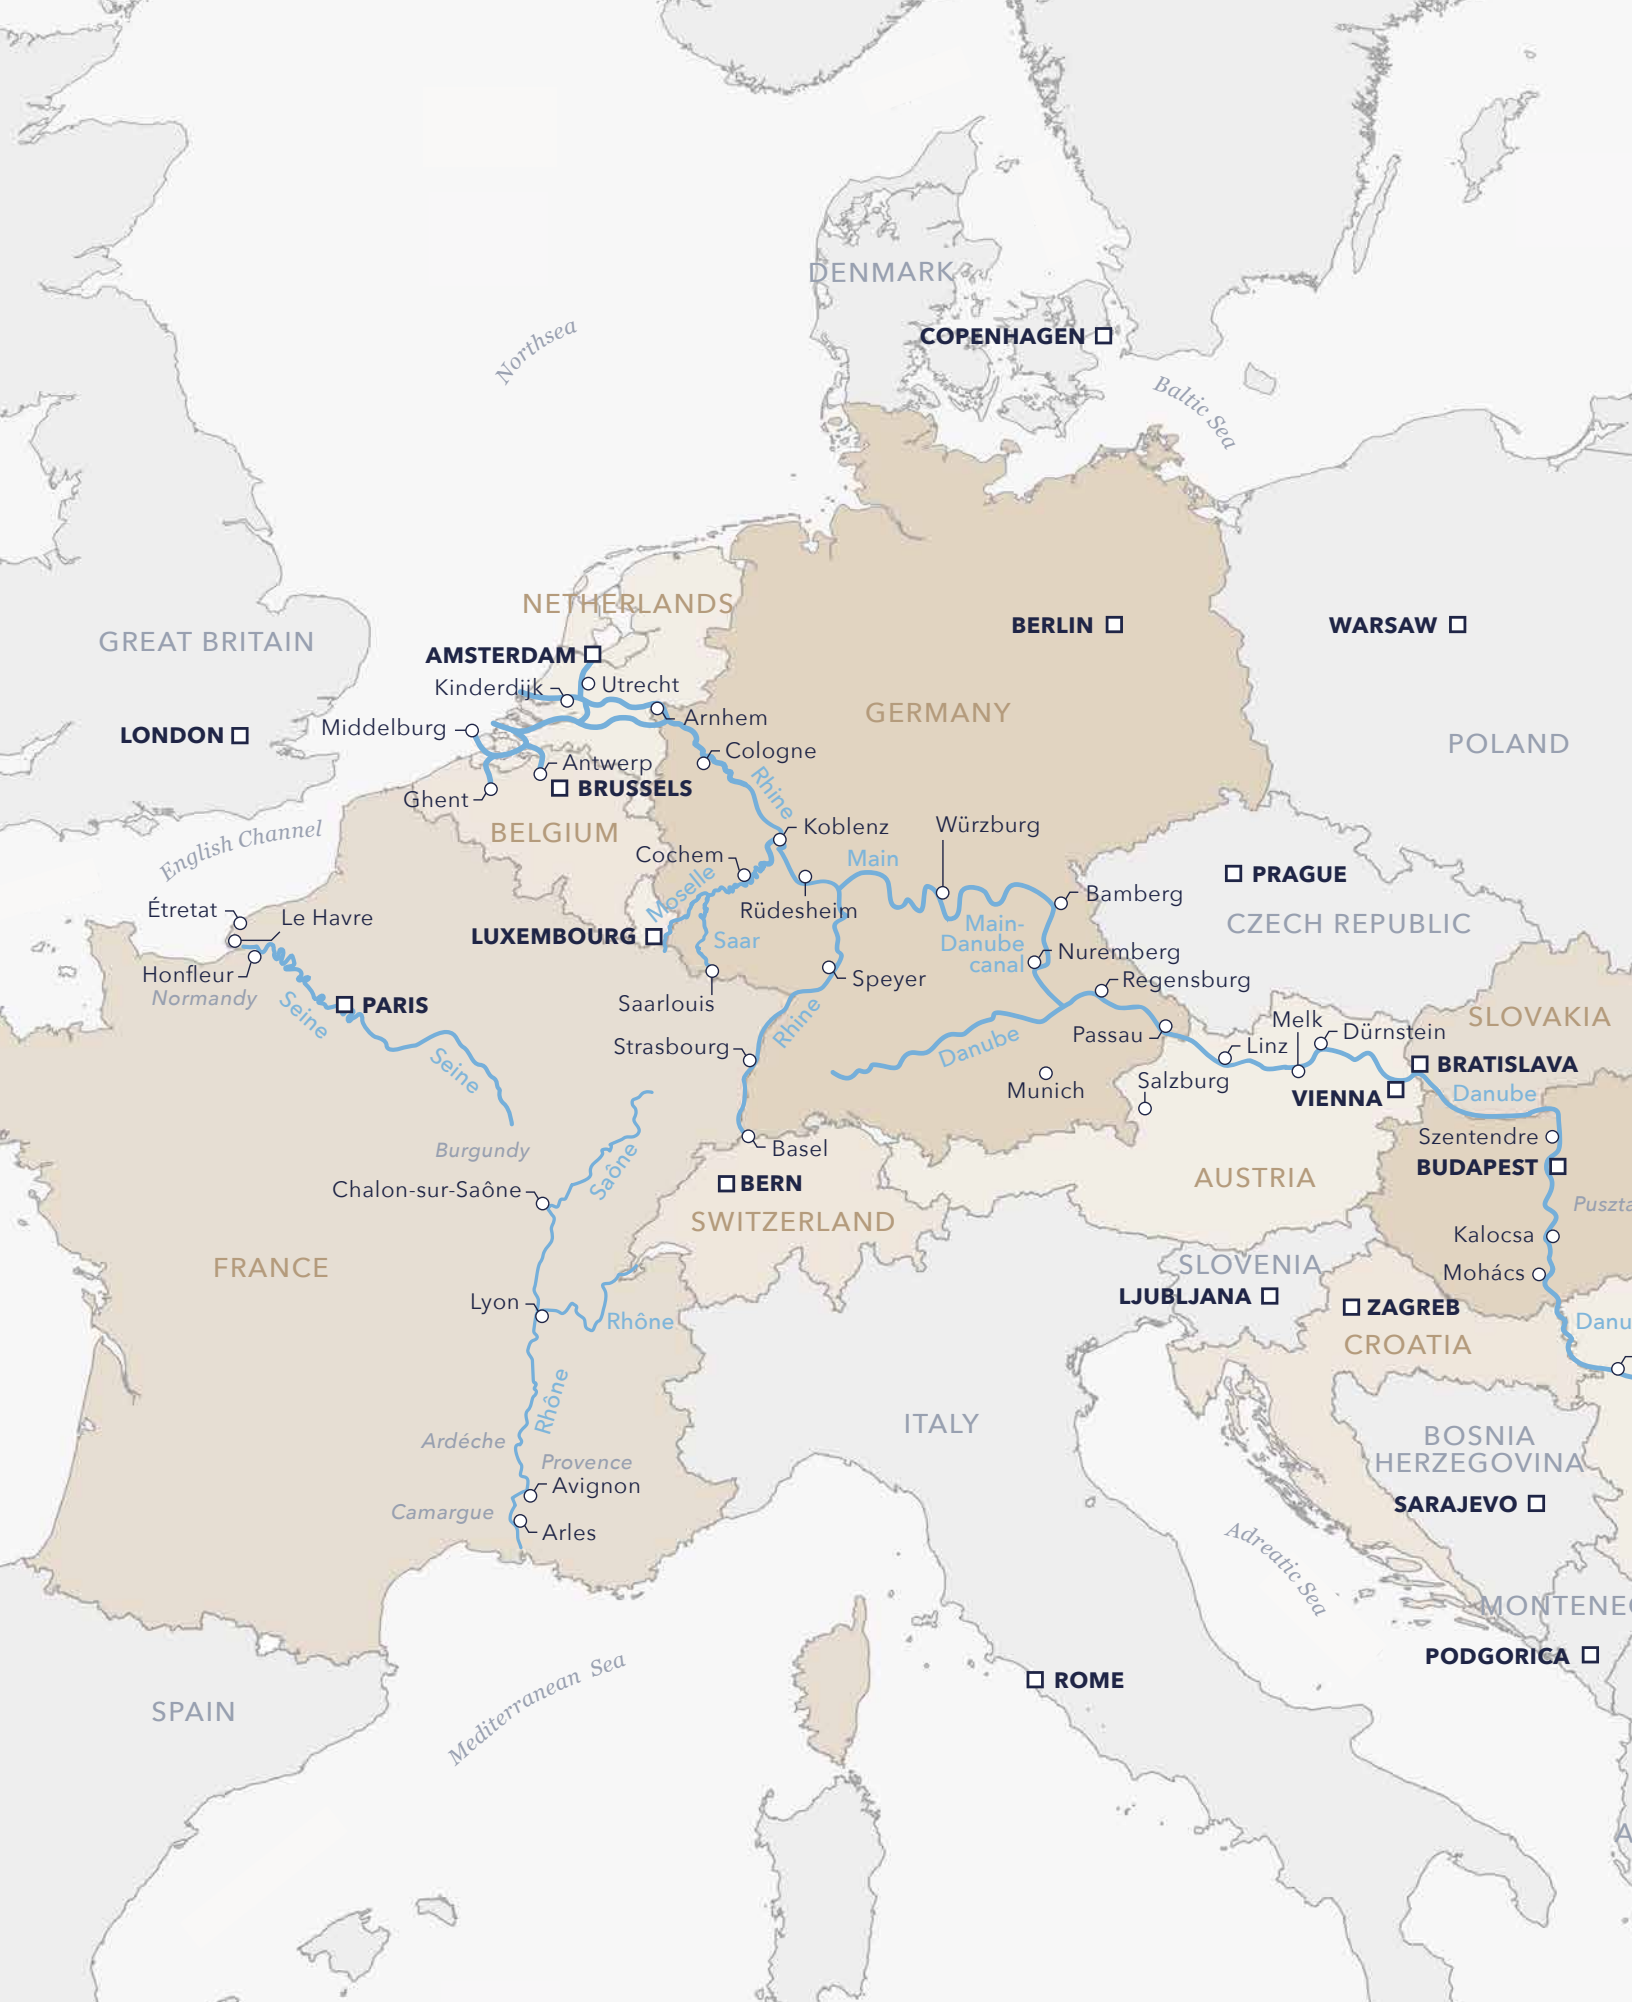 DENMARK
Northsea
COPENHAGEN
Baltic Sea
NETHERLANDS
BERLIN
WARSAW
GREAT BRITAIN
AMSTERDAM
Kinderdijk
Utrecht
GERMANY
Arnhem
Middelburg
LONDON
POLAND
Cologne
Antwerp
BRUSSELS
Rhine
Ghent
English Channel
BELGIUM
Koblenz
Würzburg
Cochem
Main
PRAGUE
Moselle
Bamberg
Étretat
Le Havre
Rüdesheim
Main-
Danube
canal
CZECH REPUBLIC
LUXEMBOURG
Saar
Nuremberg
Honfleur
Normandy
Speyer
Regensburg
Seine
PARIS
Saarlouis
Rhine
SLOVAKIA
Melk
Dürnstein
Passau
Linz
Danube
Strasbourg
BRATISLAVA
Seine
Munich
Salzburg
VIENNA
Danube
Szentendre
Burgundy
Basel
Saône
BUDAPEST
AUSTRIA
BERN
Chalon-sur-Saône
Puszta
SWITZERLAND
Kalocsa
FRANCE
SLOVENIA
Mohács
LJUBLJANA
Lyon
ZAGREB
Rhône
Danu
CROATIA
Rhône
ITALY
Ardéche
BOSNIA
HERZEGOVINA
Provence
Avignon
Camargue
SARAJEVO
Arles
Adreatic Sea
MONTENEG
PODGORICA
Mediterranean Sea
ROME
SPAIN
A